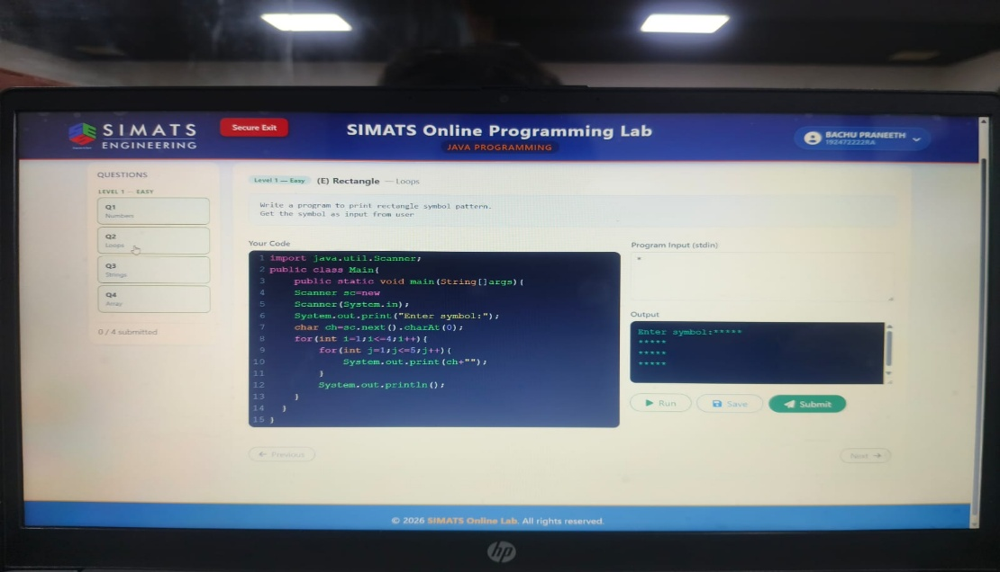 SIMATS
ENGINEERING
Secure Exit
SIMATS Online Programming Lab
JAVA PROGRAMMING
BACHU PRANEETH
192472222RA
QUESTIONS
LEVEL 1 — EASY
Q1
Numbers
Q2
Loops
Q3
Strings
Q4
Array
0 / 4 submitted
Level 1 — Easy (E) Rectangle — Loops
Write a program to print rectangle symbol pattern.
Get the symbol as input from user
Your Code
1 import java.util.Scanner;
2 public class Main{
3 public static void main(String[]args){
4 Scanner sc=new
5 Scanner(System.in);
6 System.out.print("Enter symbol:");
7 char ch=sc.next().charAt(0);
8 for(int i=1;i<=4;i++){
9 for(int j=1;j<=5;j++){
10 System.out.print(ch+"");
11 }
12 System.out.println();
13 }
14 }
15 }
Program Input (stdin)
*
Output
Enter symbol:*****
*****
*****
*****
Run
Save
Submit
← Previous
Next →
© 2026 SIMATS Online Lab. All rights reserved.
hp